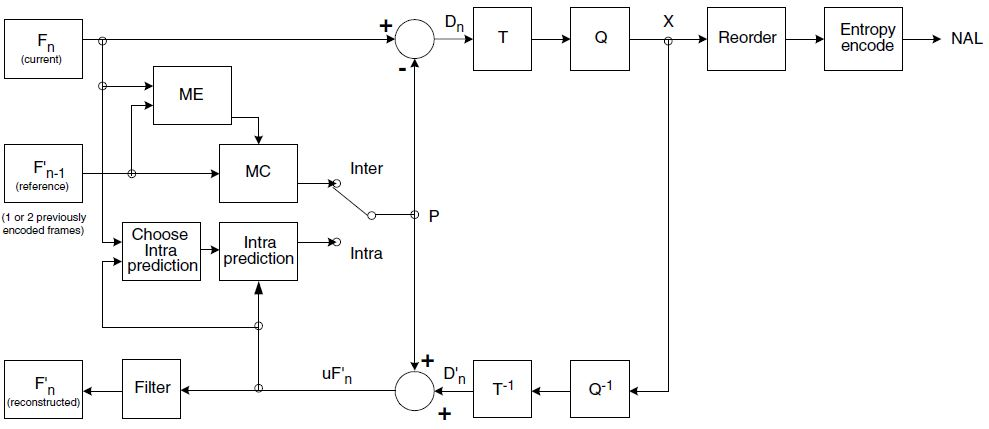 Fn
(current)
+
-
Dn
T
Q
X
Reorder
Entropy
encode
NAL
ME
F'n-1
(reference)
(1 or 2 previously
encoded frames)
MC
Inter
P
Choose
Intra
prediction
Intra
prediction
Intra
F'n
(reconstructed)
Filter
uF'n
+
+
D'n
T-1
Q-1